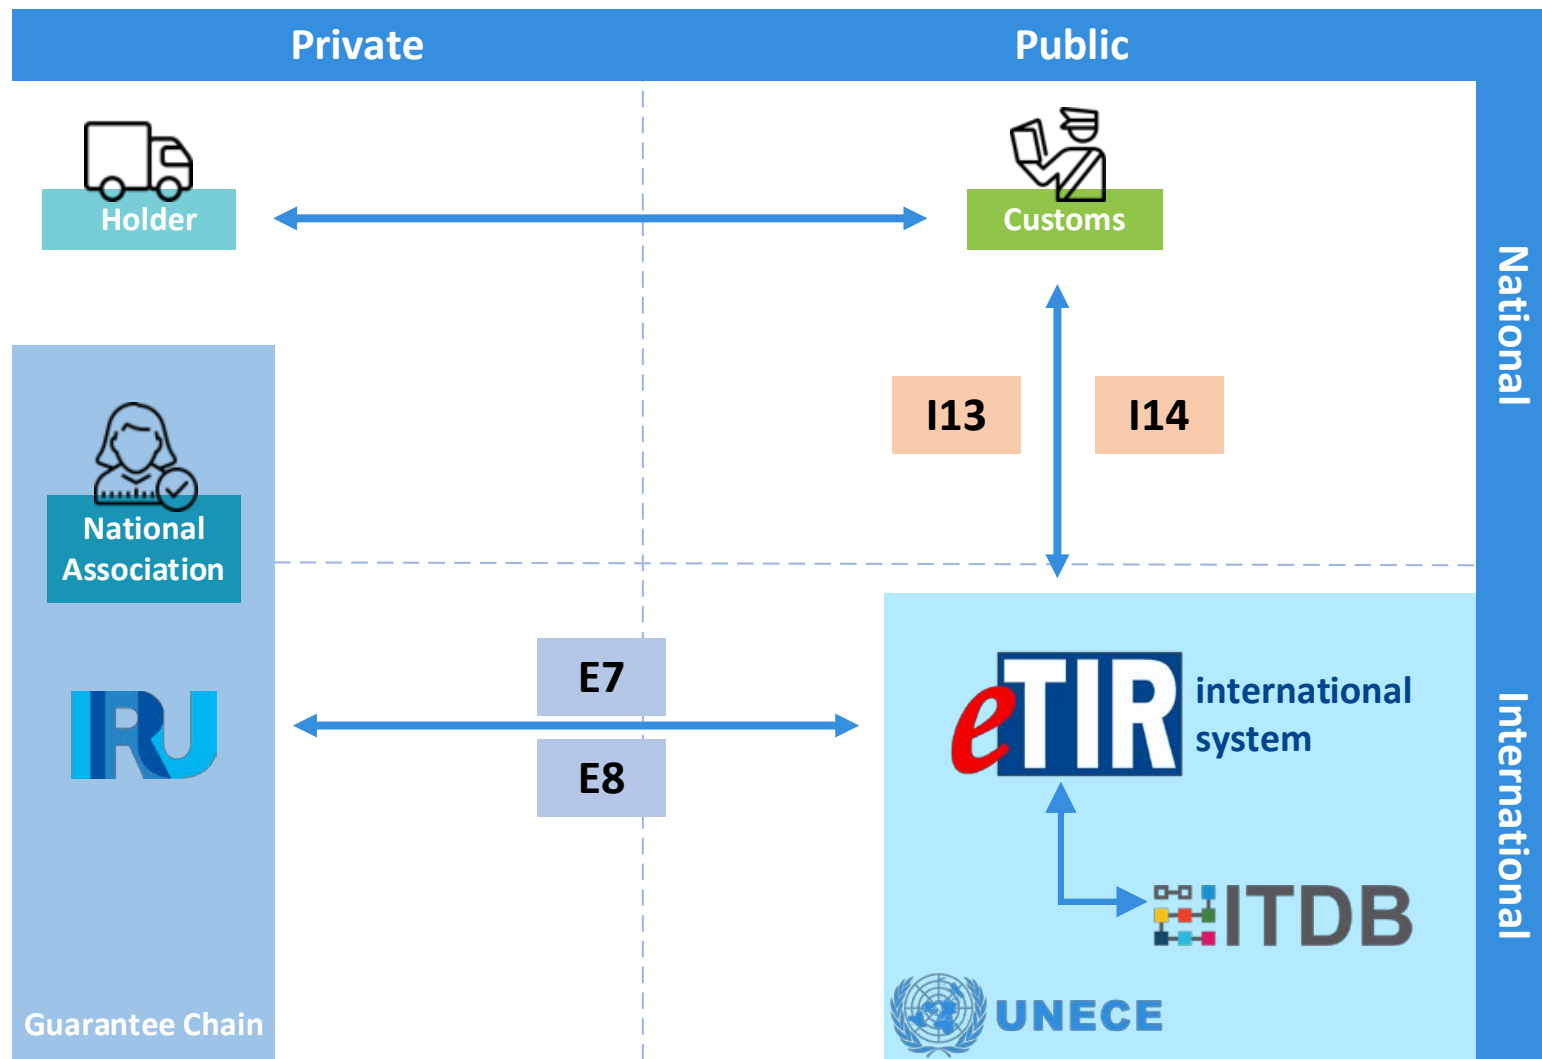 Private
Public
Holder
Customs
National
I13
I14
National
Association
E7
E8
IRU
eTIR
international
system
International
ITDB
Guarantee Chain
UNECE